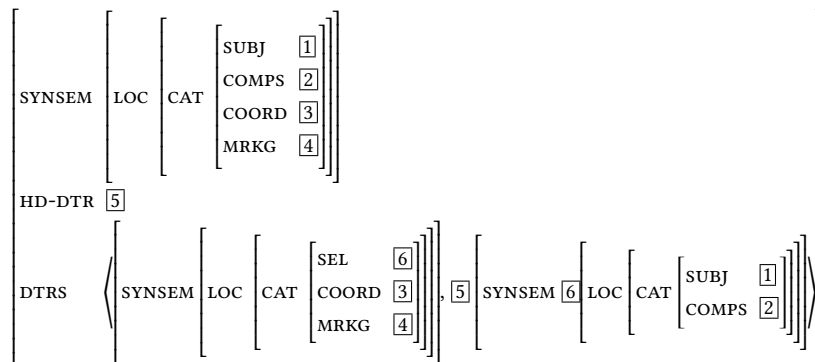 SYNSEM LOC CAT SUBJ 1
COMPS 2
COORD 3
MRKG 4
HD-DTR 5
DTRS ⟨ SYNSEM LOC CAT SEL 6 , 5 SYNSEM 6 LOC CAT SUBJ 1 ⟩
COORD 3 COMPS 2
MRKG 4